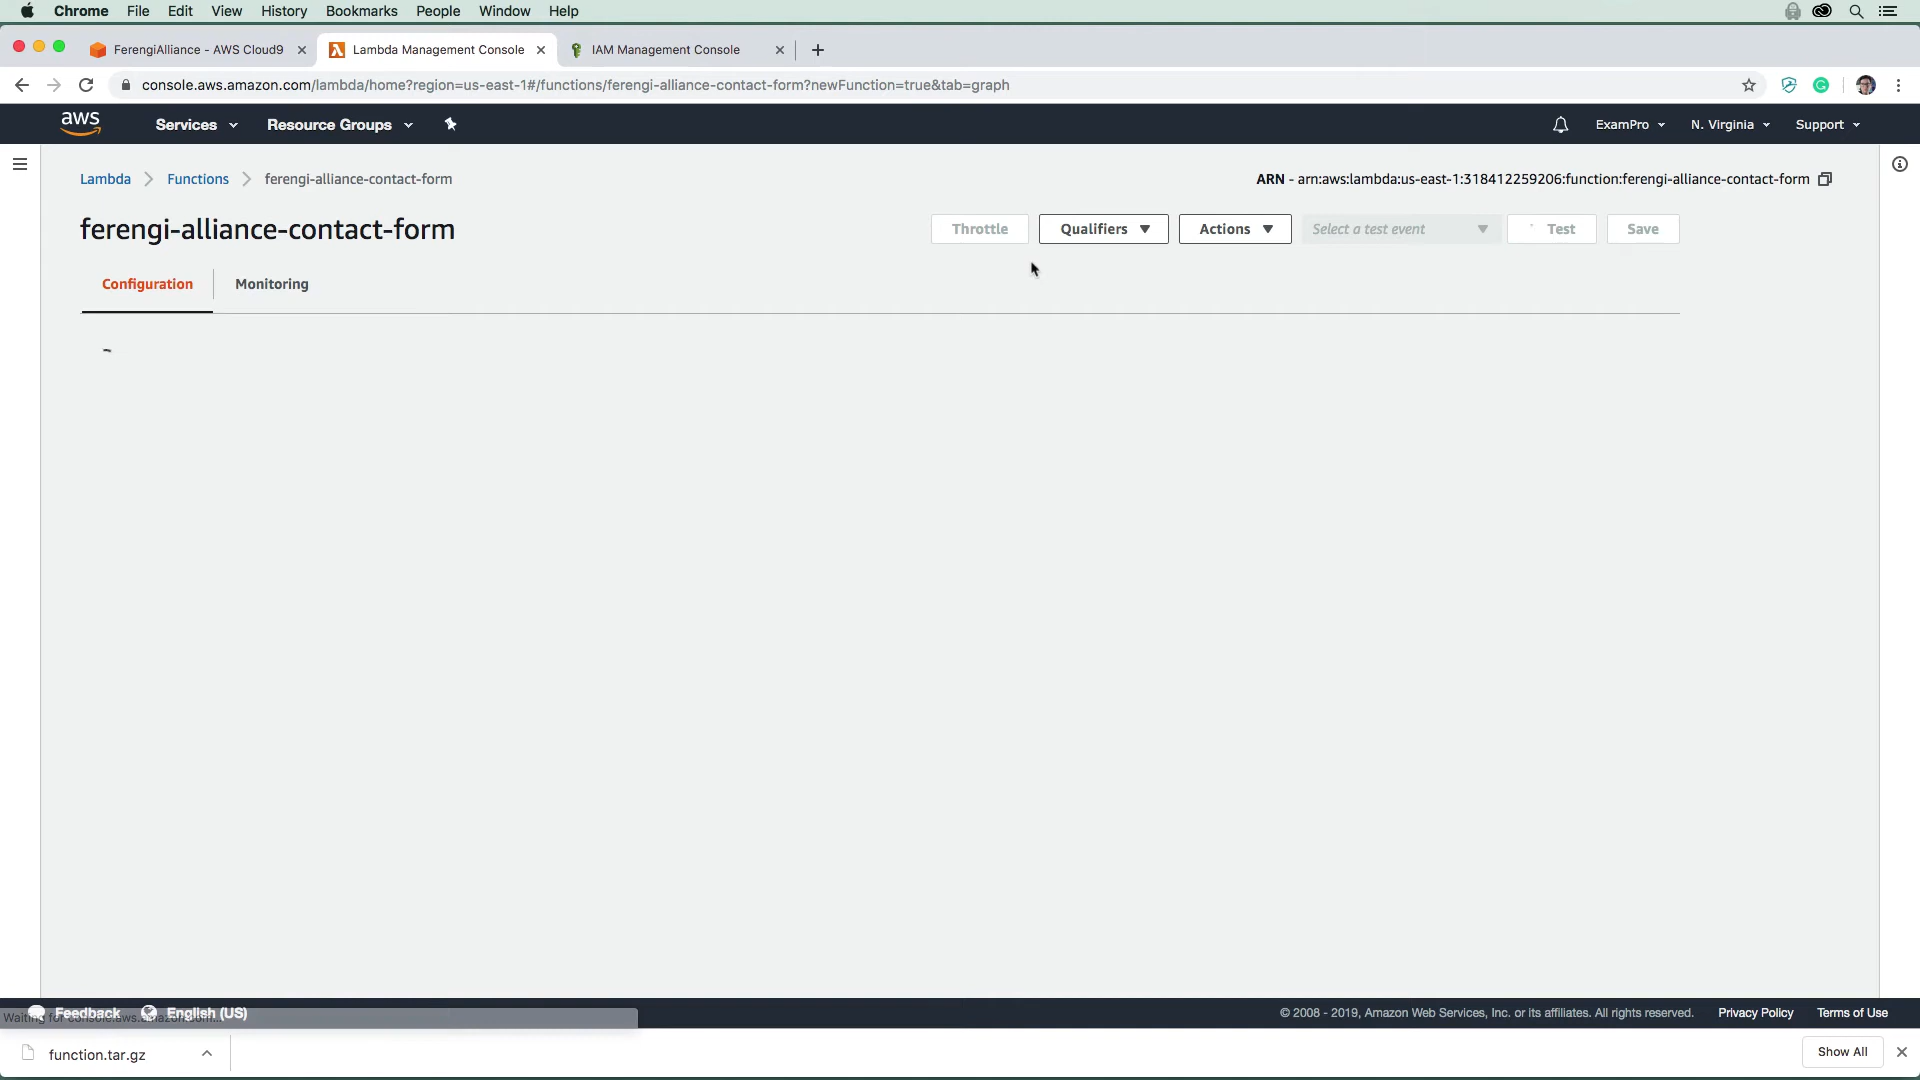 Chrome File Edit View History Bookmarks People Window Help
FerengiAlliance - AWS Cloud9
Lambda Management Console
IAM Management Console
console.aws.amazon.com/lambda/home?region=us-east-1#/functions/ferengi-alliance-contact-form?newFunction=true&tab=graph
aws Services Resource Groups ExamPro N. Virginia Support
Lambda Functions ferengi-alliance-contact-form
ARN - arn:aws:lambda:us-east-1:318412259206:function:ferengi-alliance-contact-form
ferengi-alliance-contact-form
Throttle Qualifiers Actions Select a test event Test Save
Configuration Monitoring
Feedback English (US)
Waiting for console.aws.amazon.com...
© 2008 - 2019, Amazon Web Services, Inc. or its affiliates. All rights reserved. Privacy Policy Terms of Use
function.tar.gz
Show All